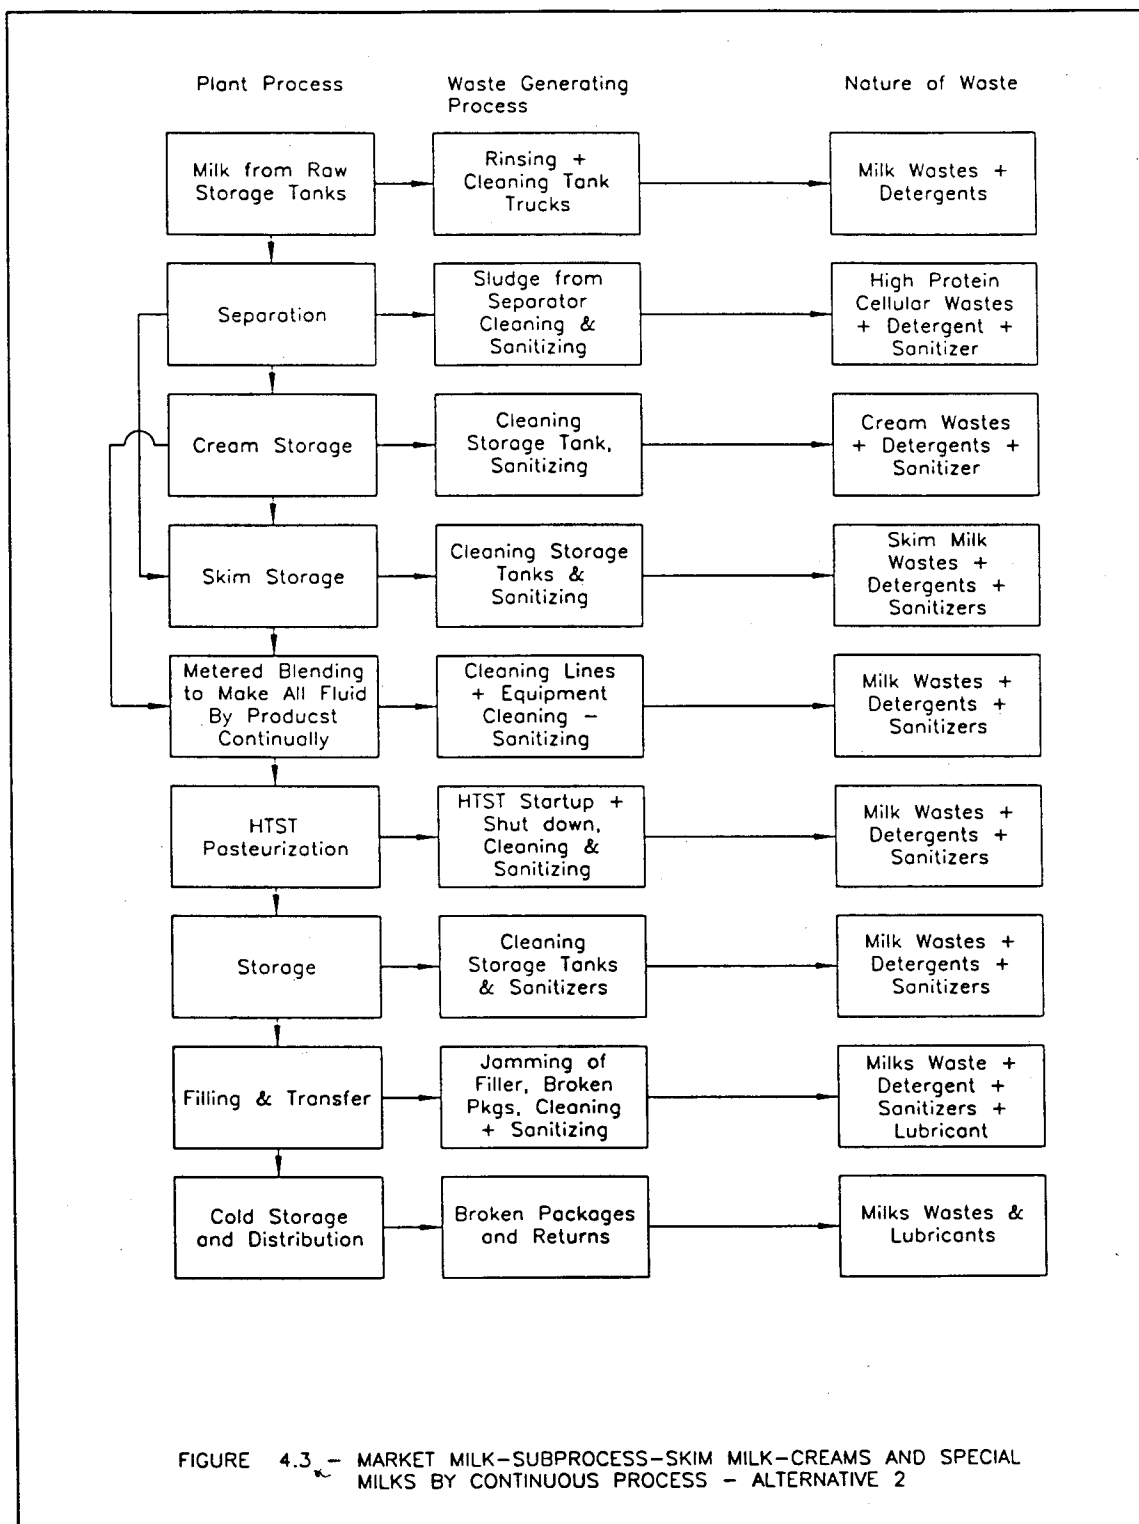 Plant Process
Waste Generating
Process
Nature of Waste
Milk from Raw
Storage Tanks
Rinsing +
Cleaning Tank
Trucks
Milk Wastes +
Detergents
Separation
Sludge from
Separator
Cleaning &
Sanitizing
High Protein
Cellular Wastes
+ Detergent +
Sanitizer
Cream Storage
Cleaning
Storage Tank,
Sanitizing
Cream Wastes
+ Detergents +
Sanitizer
Skim Storage
Cleaning Storage
Tanks &
Sanitizing
Skim Milk
Wastes +
Detergents +
Sanitizers
Metered Blending
to Make All Fluid
By Producst
Continually
Cleaning Lines
+ Equipment
Cleaning –
Sanitizing
Milk Wastes +
Detergents +
Sanitizers
HTST
Pasteurization
HTST Startup +
Shut down,
Cleaning &
Sanitizing
Milk Wastes +
Detergents +
Sanitizers
Storage
Cleaning
Storage Tanks
& Sanitizers
Milk Wastes +
Detergents +
Sanitizers
Filling & Transfer
Jamming of
Filler, Broken
Pkgs, Cleaning
+ Sanitizing
Milks Waste +
Detergent +
Sanitizers +
Lubricant
Cold Storage
and Distribution
Broken Packages
and Returns
Milks Wastes &
Lubricants
FIGURE 4.3 – MARKET MILK–SUBPROCESS–SKIM MILK–CREAMS AND SPECIAL
MILKS BY CONTINUOUS PROCESS – ALTERNATIVE 2